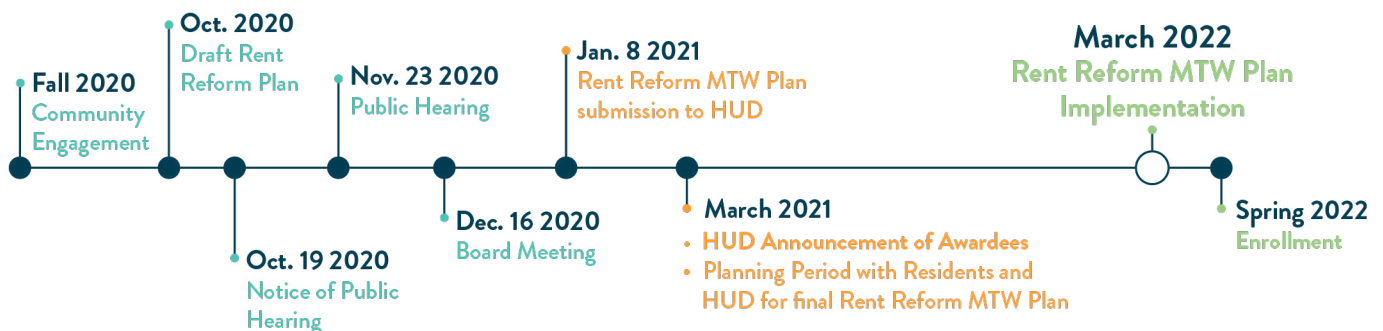 Fall 2020
Community
Engagement
Oct. 2020
Draft Rent
Reform Plan
Oct. 19 2020
Notice of Public
Hearing
Nov. 23 2020
Public Hearing
Dec. 16 2020
Board Meeting
Jan. 8 2021
Rent Reform MTW Plan
submission to HUD
March 2021
• HUD Announcement of Awardees
• Planning Period with Residents and
HUD for final Rent Reform MTW Plan
March 2022
Rent Reform MTW Plan
Implementation
Spring 2022
Enrollment